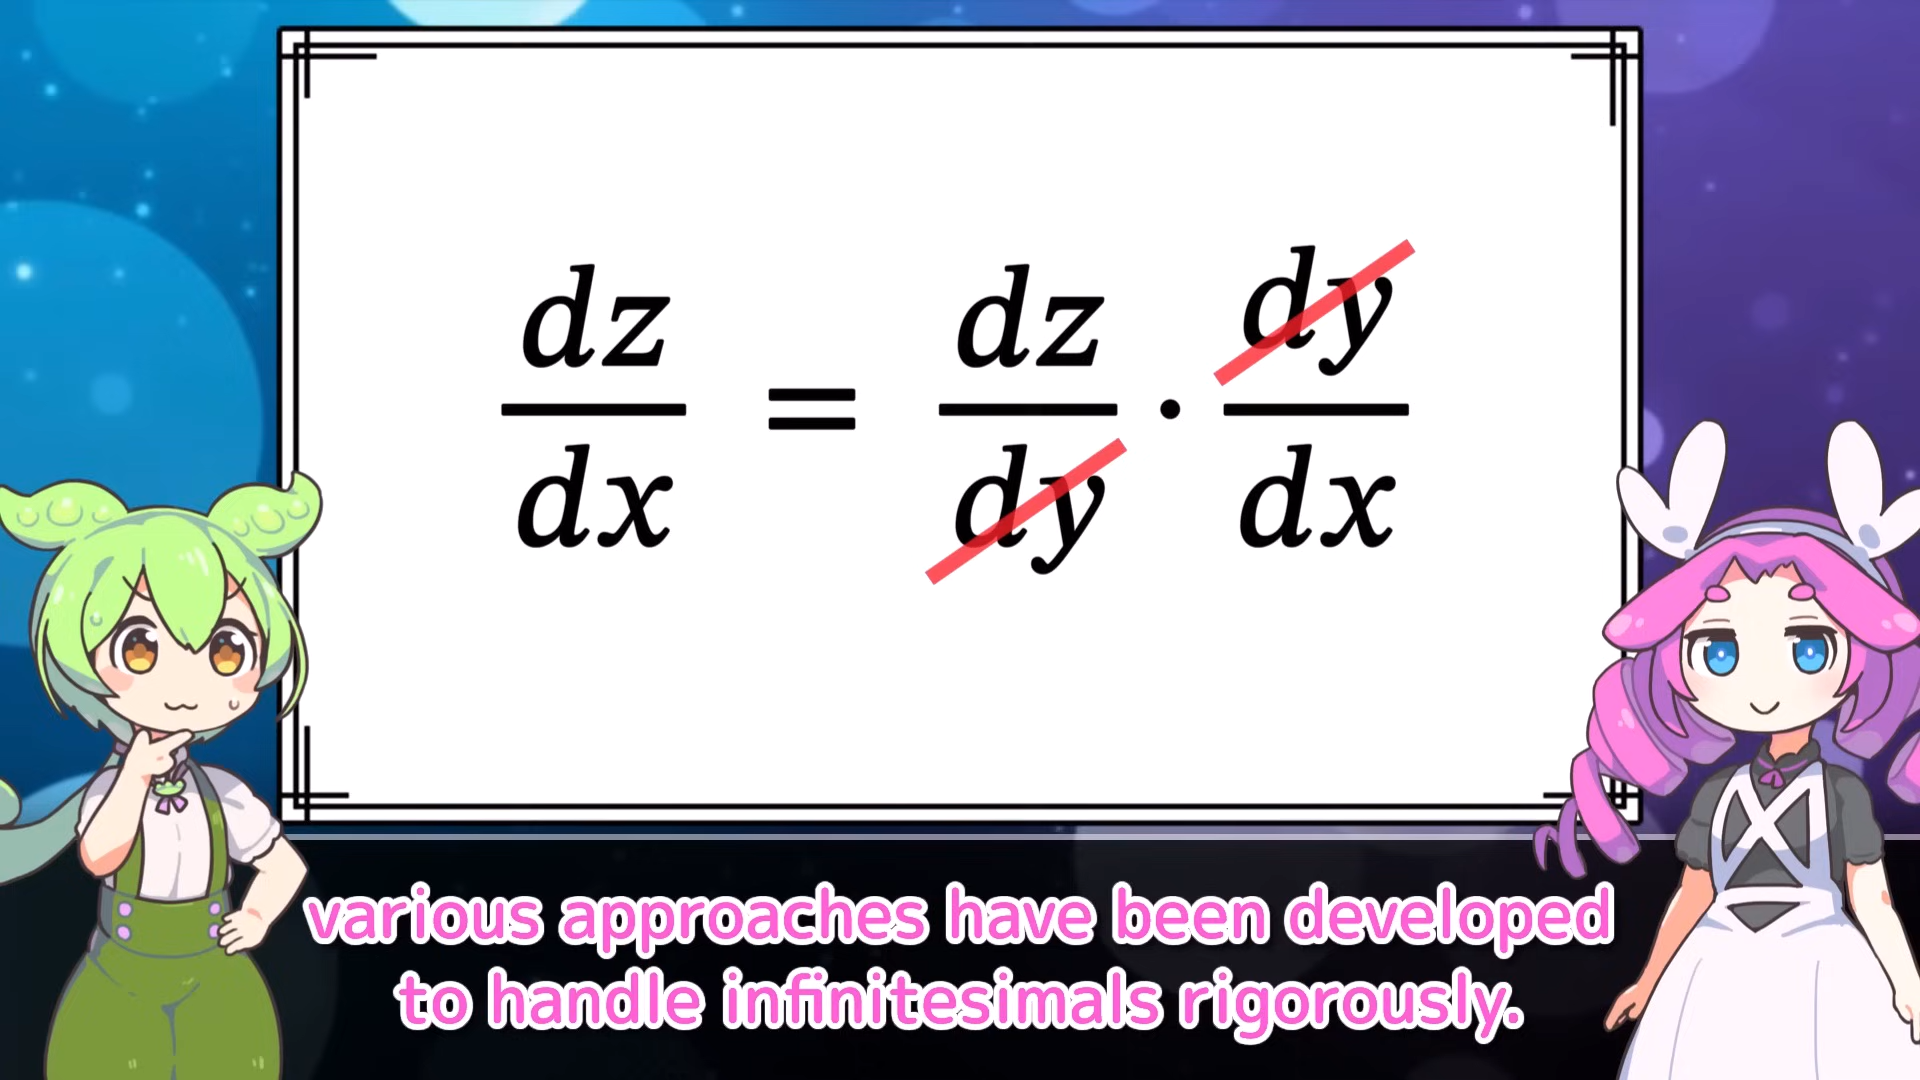 dz/dx = dz/dy · dy/dx
various approaches have been developed
to handle infinitesimals rigorously.